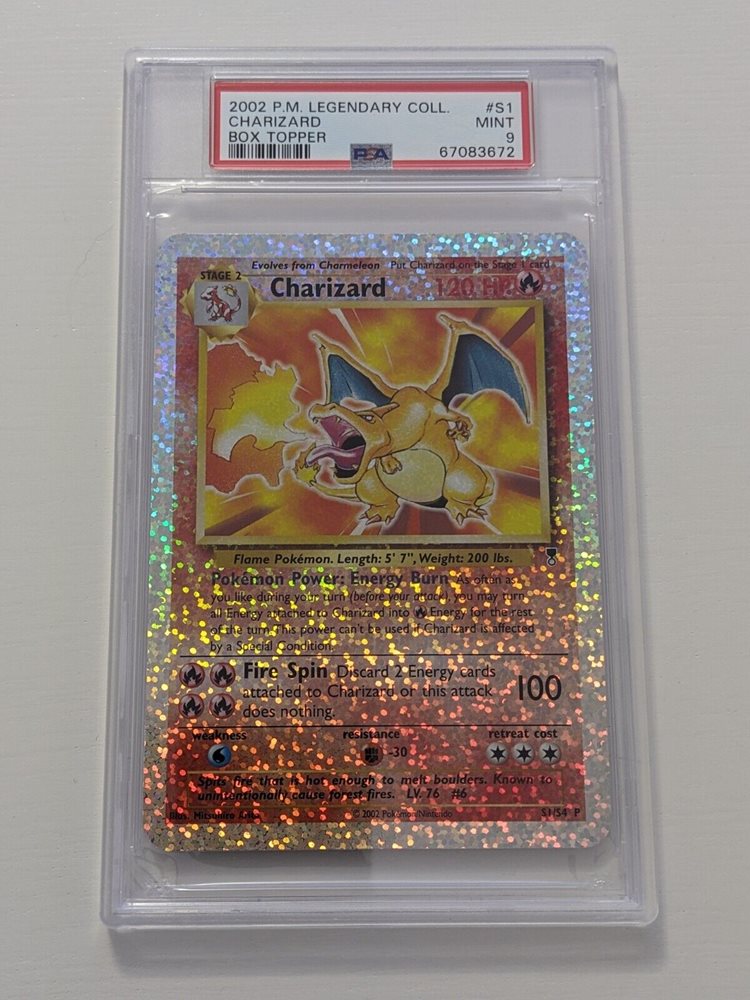 2002 P.M. LEGENDARY COLL. #S1
CHARIZARD MINT
BOX TOPPER 9
PSA 67083672
Evolves from Charmeleon Put Charizard on the Stage 1 card
STAGE 2
Charizard 120 HP
Flame Pokémon. Length: 5' 7", Weight: 200 lbs.
Pokémon Power: Energy Burn As often as
you like during your turn (before your attack), you may turn
all Energy attached to Charizard into Energy for the rest
of the turn. This power can't be used if Charizard is affected
by a Special Condition.
Fire Spin Discard 2 Energy cards
attached to Charizard or this attack
does nothing.
100
weakness resistance retreat cost
-30
Spits fire that is hot enough to melt boulders. Known to
unintentionally cause forest fires. LV. 76 #6
Illus. Mitsuhiro Arita © 2002 Pokémon/Nintendo S1/S4 P